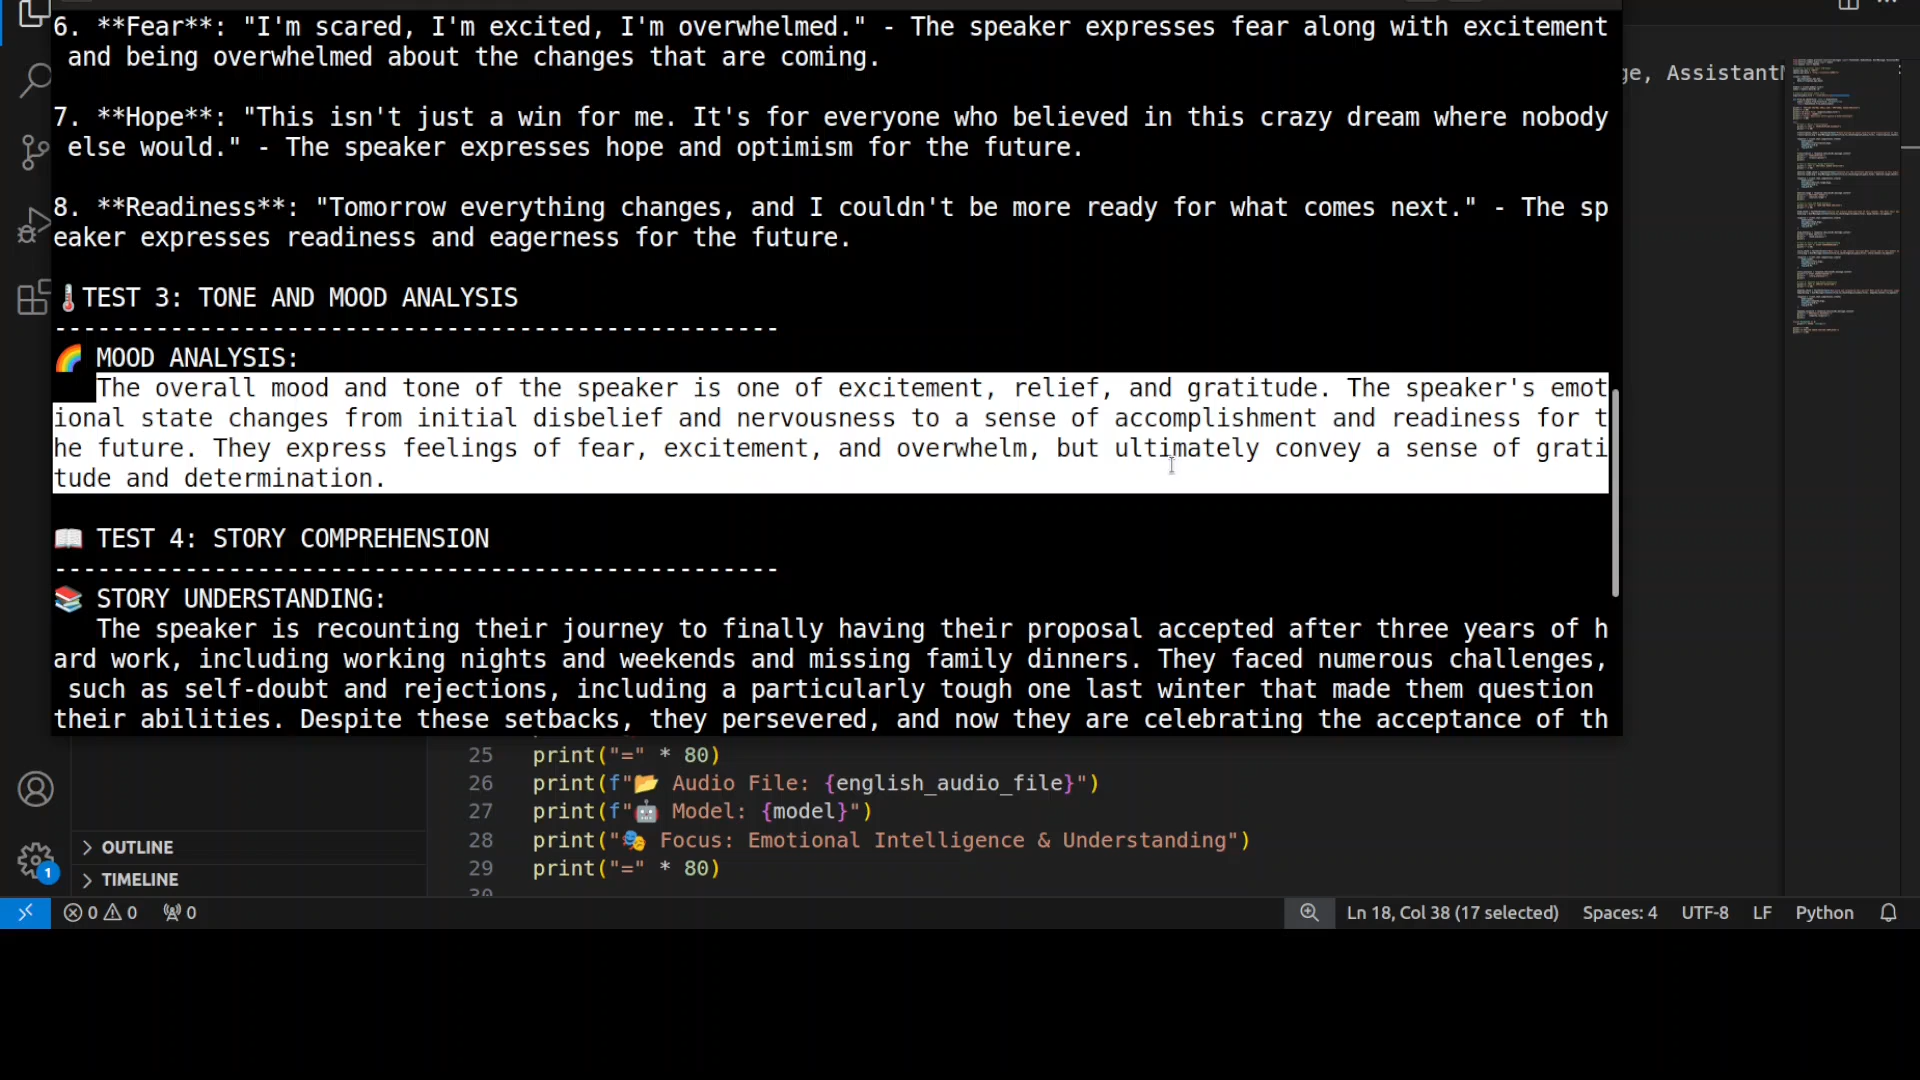 6. **Fear**: "I'm scared, I'm excited, I'm overwhelmed." - The speaker expresses fear along with excitement
and being overwhelmed about the changes that are coming.
7. **Hope**: "This isn't just a win for me. It's for everyone who believed in this crazy dream where nobody
else would." - The speaker expresses hope and optimism for the future.
8. **Readiness**: "Tomorrow everything changes, and I couldn't be more ready for what comes next." - The sp
eaker expresses readiness and eagerness for the future.
🌡️TEST 3: TONE AND MOOD ANALYSIS
--------------------------------------------------
🌈 MOOD ANALYSIS:
The overall mood and tone of the speaker is one of excitement, relief, and gratitude. The speaker's emot
ional state changes from initial disbelief and nervousness to a sense of accomplishment and readiness for t
he future. They express feelings of fear, excitement, and overwhelm, but ultimately convey a sense of grati
tude and determination.
📖 TEST 4: STORY COMPREHENSION
--------------------------------------------------
📚 STORY UNDERSTANDING:
The speaker is recounting their journey to finally having their proposal accepted after three years of h
ard work, including working nights and weekends and missing family dinners. They faced numerous challenges,
such as self-doubt and rejections, including a particularly tough one last winter that made them question
their abilities. Despite these setbacks, they persevered, and now they are celebrating the acceptance of th
ge, Assistant
25 print("=" * 80)
26 print(f"📂 Audio File: {english_audio_file}")
27 print(f"🤖 Model: {model}")
28 print("🎭 Focus: Emotional Intelligence & Understanding")
29 print("=" * 80)
30
OUTLINE
TIMELINE
1
0 0 0
Ln 18, Col 38 (17 selected) Spaces: 4 UTF-8 LF Python